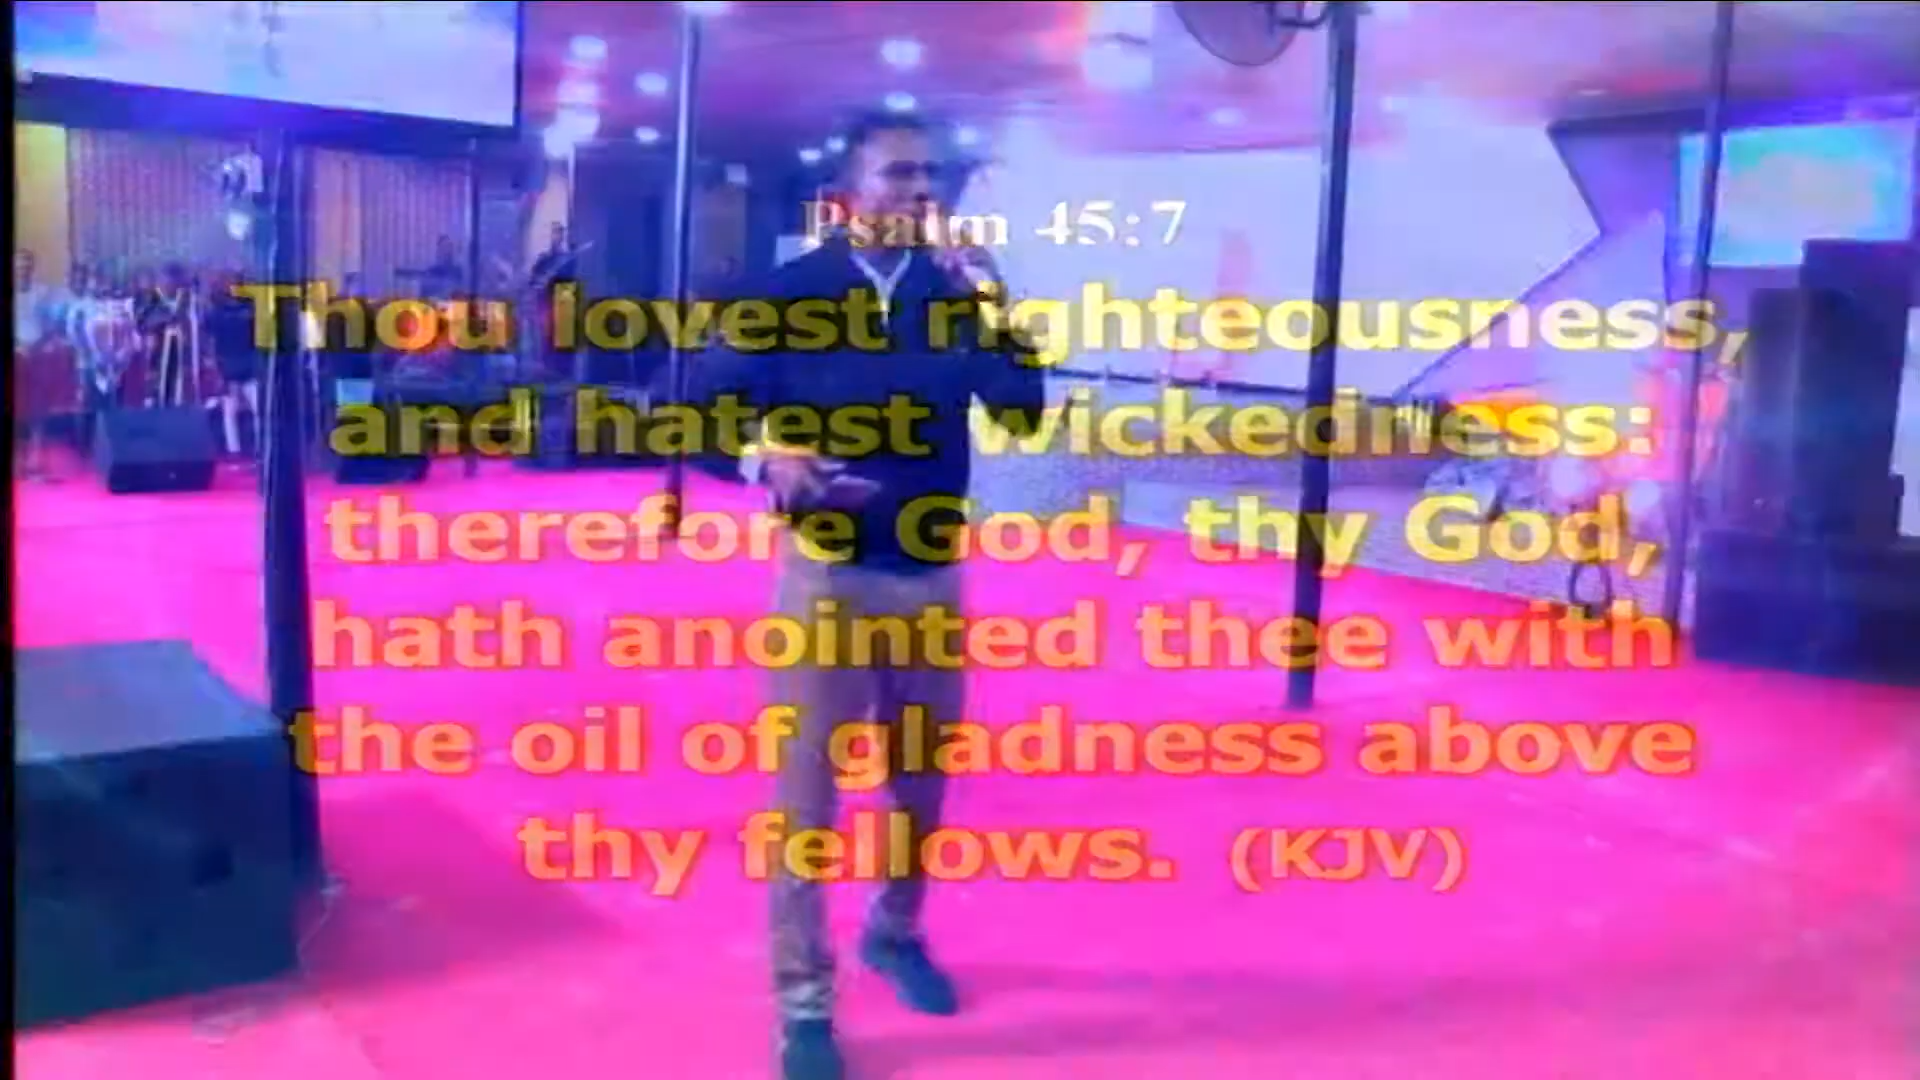 Psalm 45:7
Thou lovest righteousness,
and hatest wickedness:
therefore God, thy God,
hath anointed thee with
the oil of gladness above
thy fellows. (KJV)